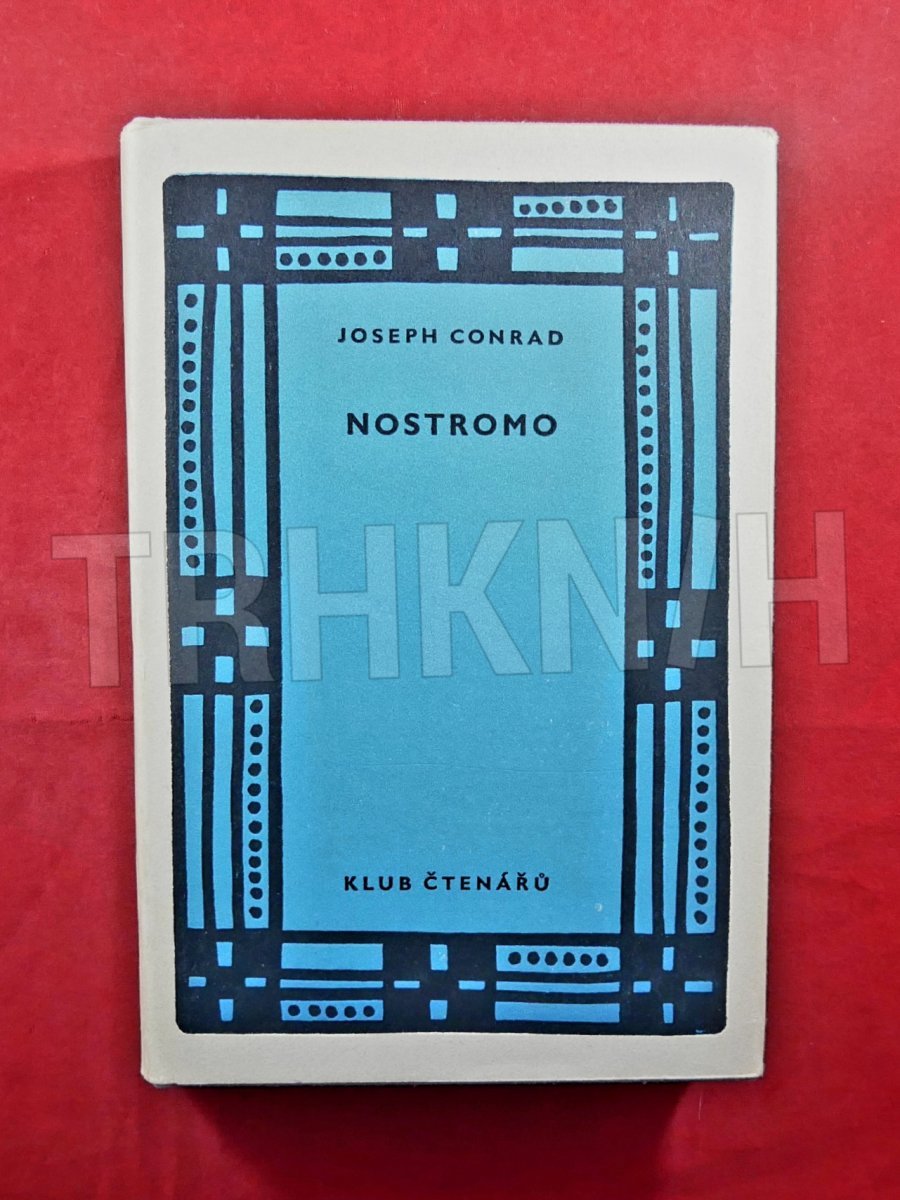 JOSEPH CONRAD
NOSTROMO
TRHKNIH
KLUB ČTENÁŘŮ